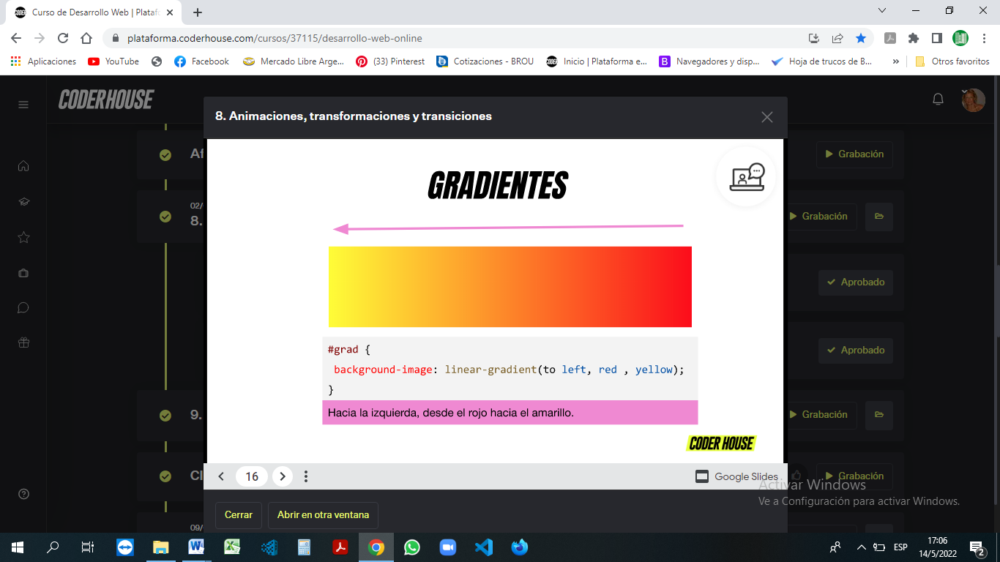 Curso de Desarrollo Web | Plataf
plataforma.coderhouse.com/cursos/37115/desarrollo-web-online
Aplicaciones
YouTube
Facebook
Mercado Libre Arge...
(33) Pinterest
Cotizaciones - BROU
Inicio | Plataforma e...
Navegadores y disp...
Hoja de trucos de B...
»
Otros favoritos
CODERHOUSE
8. Animaciones, transformaciones y transiciones
Af
Grabación
GRADIENTES
02/
8.
Grabación
Aprobado
#grad {
background-image: linear-gradient(to left, red , yellow);
}
Aprobado
Hacia la izquierda, desde el rojo hacia el amarillo.
9.
Grabación
CODER HOUSE
16
Google Slides
Cl
Grabación
Activar Windows
Ve a Configuración para activar Windows.
Cerrar
Abrir en otra ventana
09/
ESP
17:06
14/5/2022
2